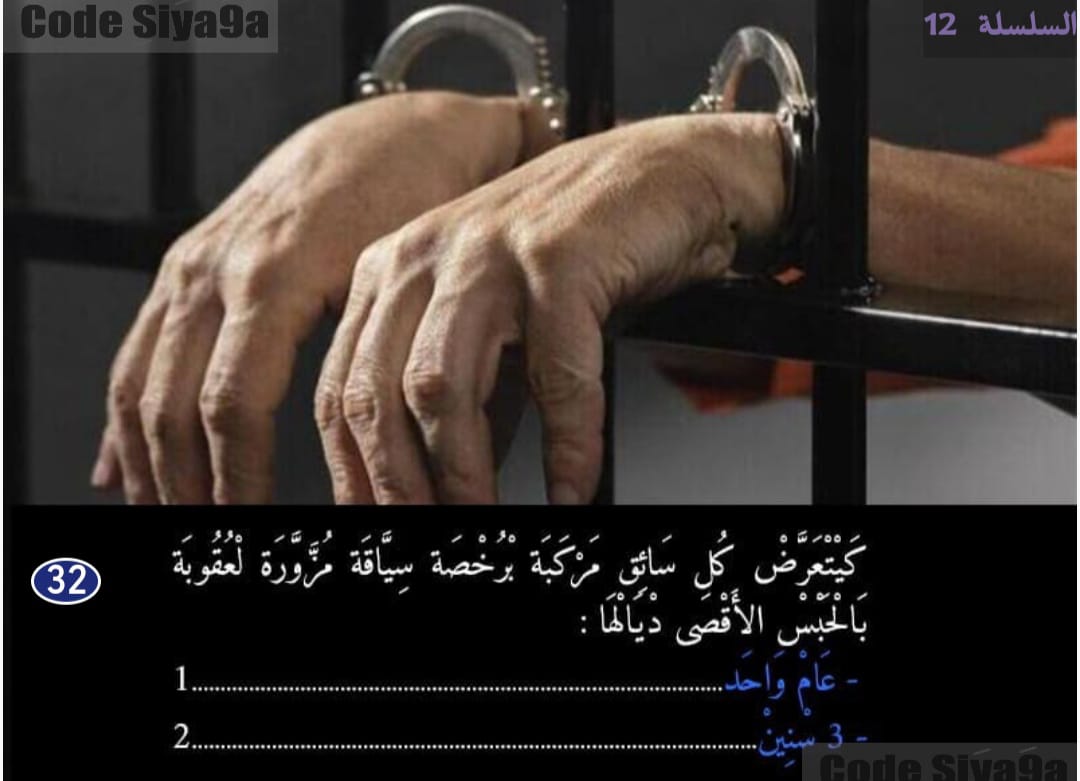 Code Siya9a
السلسلة 12
32
كَيْتْعَرَّضْ كُل سَائِق مَرْكَبَة بْرُخْصَة سِيَّاقَة مُزَّوَّرَة لْعُقُوبَة
بَالْحَبْسْ الأَقْصَى دْيَالْهَا :
- عَامْ وَاحَد............................................................1
- 3 سْنِينْ............................................................2
Code Siya9a